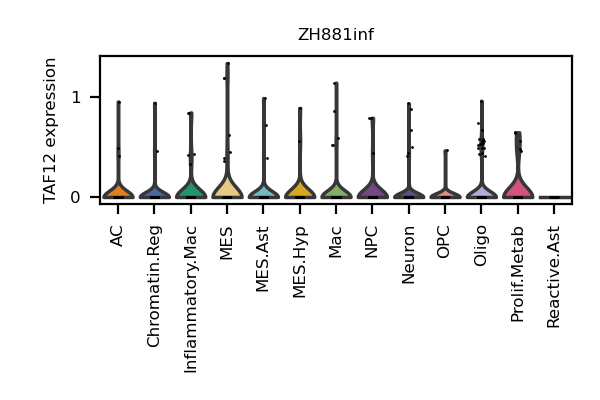 ZH881inf
TAF12 expression
1
0
AC
Chromatin.Reg
Inflammatory.Mac
MES
MES.Ast
MES.Hyp
Mac
NPC
Neuron
OPC
Oligo
Prolif.Metab
Reactive.Ast